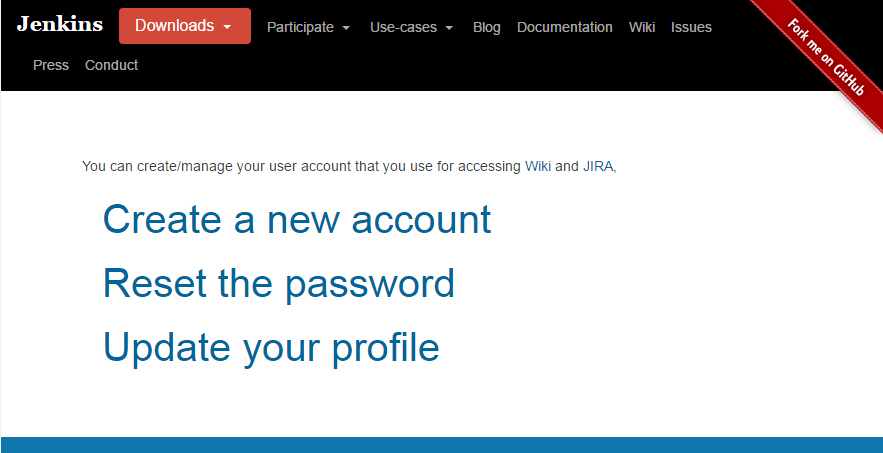 Jenkins Downloads Participate Use-cases Blog Documentation Wiki Issues
Press Conduct
Fork me on GitHub
You can create/manage your user account that you use for accessing Wiki and JIRA,
Create a new account
Reset the password
Update your profile